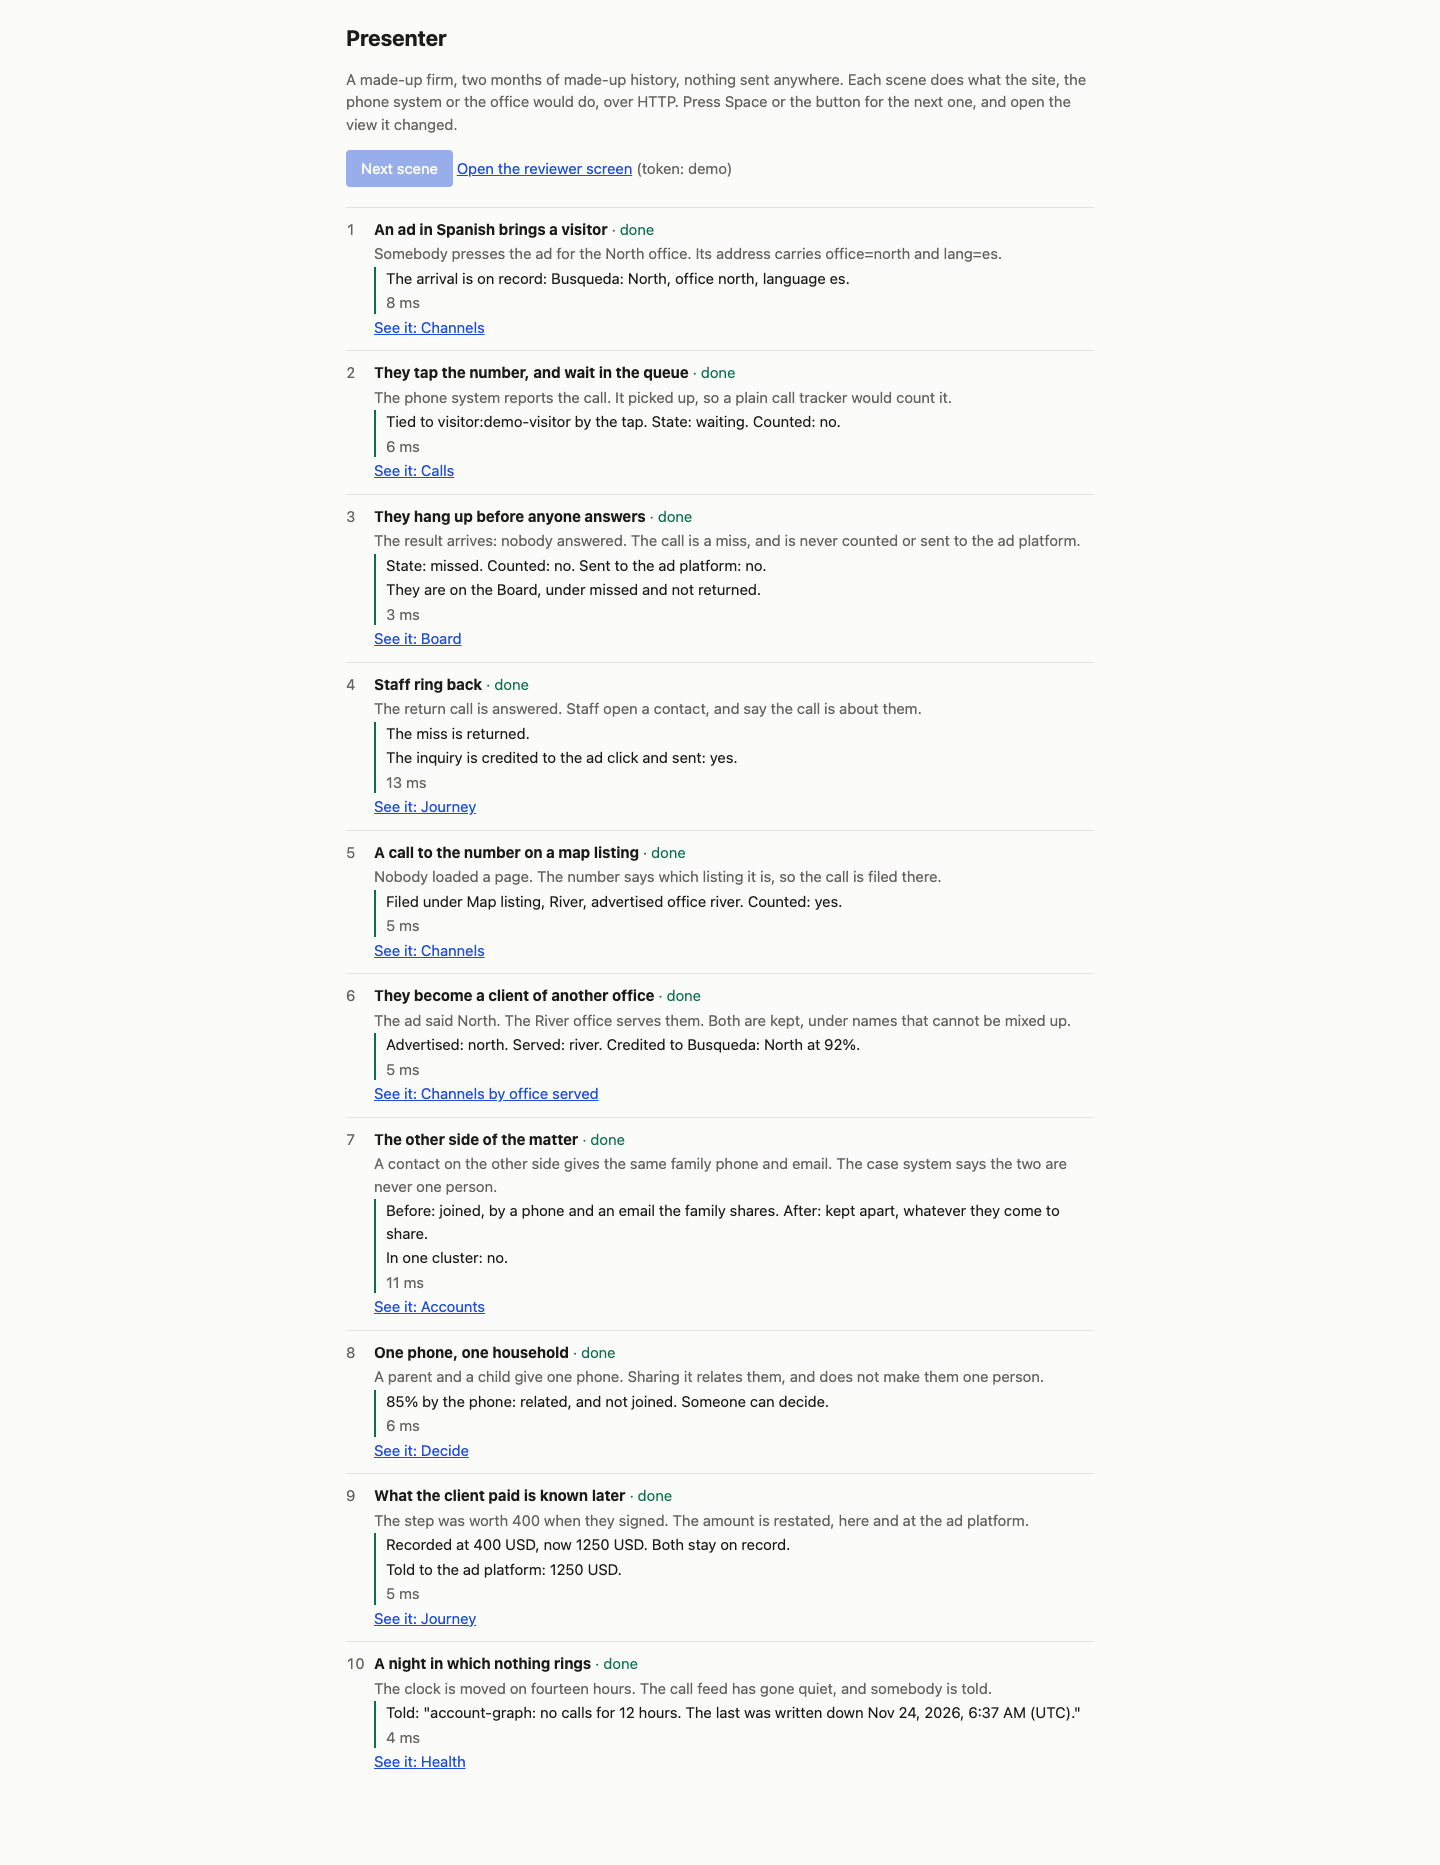 Presenter
A made-up firm, two months of made-up history, nothing sent anywhere. Each scene does what the site, the
phone system or the office would do, over HTTP. Press Space or the button for the next one, and open the
view it changed.
Next scene Open the reviewer screen (token: demo)
1 An ad in Spanish brings a visitor · done
Somebody presses the ad for the North office. Its address carries office=north and lang=es.
The arrival is on record: Busqueda: North, office north, language es.
8 ms
See it: Channels
2 They tap the number, and wait in the queue · done
The phone system reports the call. It picked up, so a plain call tracker would count it.
Tied to visitor:demo-visitor by the tap. State: waiting. Counted: no.
6 ms
See it: Calls
3 They hang up before anyone answers · done
The result arrives: nobody answered. The call is a miss, and is never counted or sent to the ad platform.
State: missed. Counted: no. Sent to the ad platform: no.
They are on the Board, under missed and not returned.
3 ms
See it: Board
4 Staff ring back · done
The return call is answered. Staff open a contact, and say the call is about them.
The miss is returned.
The inquiry is credited to the ad click and sent: yes.
13 ms
See it: Journey
5 A call to the number on a map listing · done
Nobody loaded a page. The number says which listing it is, so the call is filed there.
Filed under Map listing, River, advertised office river. Counted: yes.
5 ms
See it: Channels
6 They become a client of another office · done
The ad said North. The River office serves them. Both are kept, under names that cannot be mixed up.
Advertised: north. Served: river. Credited to Busqueda: North at 92%.
5 ms
See it: Channels by office served
7 The other side of the matter · done
A contact on the other side gives the same family phone and email. The case system says the two are
never one person.
Before: joined, by a phone and an email the family shares. After: kept apart, whatever they come to
share.
In one cluster: no.
11 ms
See it: Accounts
8 One phone, one household · done
A parent and a child give one phone. Sharing it relates them, and does not make them one person.
85% by the phone: related, and not joined. Someone can decide.
6 ms
See it: Decide
9 What the client paid is known later · done
The step was worth 400 when they signed. The amount is restated, here and at the ad platform.
Recorded at 400 USD, now 1250 USD. Both stay on record.
Told to the ad platform: 1250 USD.
5 ms
See it: Journey
10 A night in which nothing rings · done
The clock is moved on fourteen hours. The call feed has gone quiet, and somebody is told.
Told: "account-graph: no calls for 12 hours. The last was written down Nov 24, 2026, 6:37 AM (UTC)."
4 ms
See it: Health